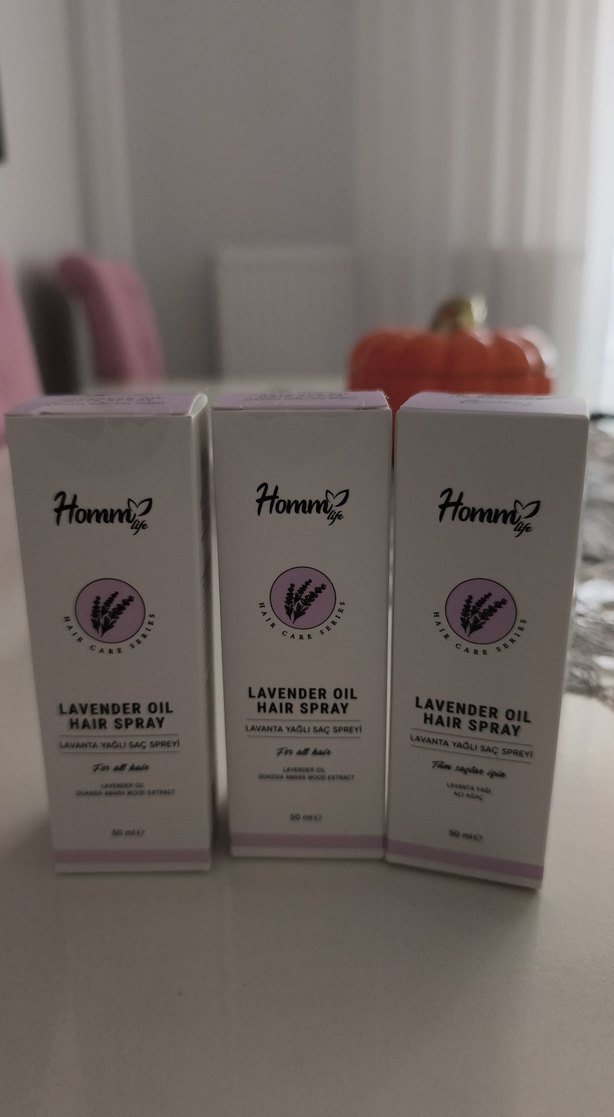 Homm
life
HAIR CARE SERIES
LAVENDER OIL
HAIR SPRAY
LAVANTA YAĞLI SAÇ SPREYİ
For all hair
LAVENDER OIL
QUASSIA AMARA WOOD EXTRACT
50 ml ℮
Homm
life
HAIR CARE SERIES
LAVENDER OIL
HAIR SPRAY
LAVANTA YAĞLI SAÇ SPREYİ
For all hair
LAVENDER OIL
QUASSIA AMARA WOOD EXTRACT
50 ml ℮
Homm
life
HAIR CARE SERIES
LAVENDER OIL
HAIR SPRAY
LAVANTA YAĞLI SAÇ SPREYİ
Tüm saçlar için
LAVANTA YAĞI
ACI AĞAÇ
50 ml ℮